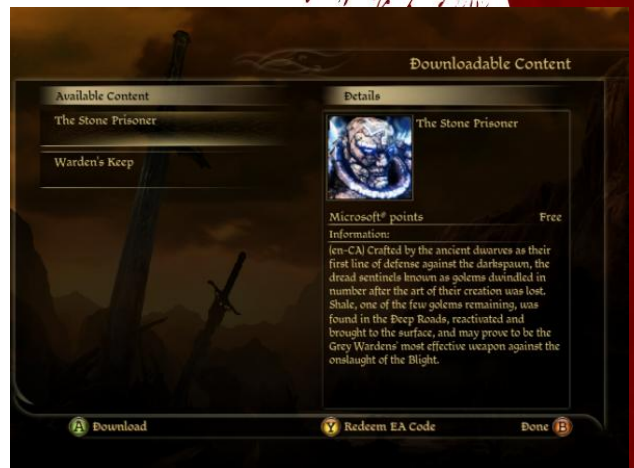 Downloadable Content
Available Content
The Stone Prisoner
Warden's Keep
Details
The Stone Prisoner
Microsoft® points Free
Information:
(en-CA) Crafted by the ancient dwarves as their
first line of defense against the darkspawn, the
dread sentinels known as golems dwindled in
number after the art of their creation was lost.
Shale, one of the few golems remaining, was
found in the Deep Roads, reactivated and
brought to the surface, and may prove to be the
Grey Wardens' most effective weapon against the
onslaught of the Blight.
A Download
Y Redeem EA Code
Done B